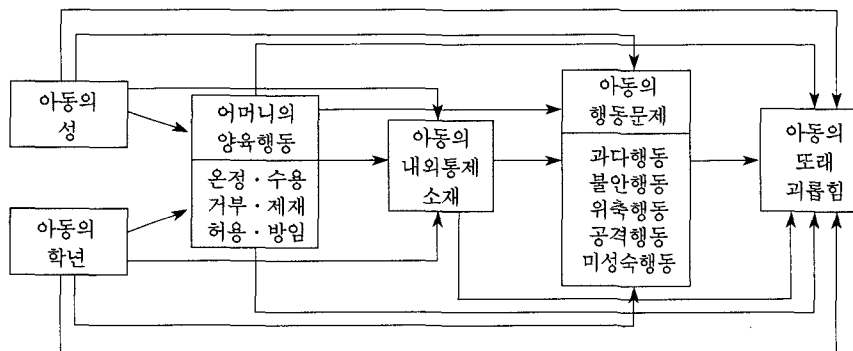 아동의
성
아동의
학년
어머니의
양육행동
온정·수용
거부·제재
허용·방임
아동의
내외통제
소재
아동의
행동문제
과다행동
불안행동
위축행동
공격행동
미성숙행동
아동의
또래
괴롭힘